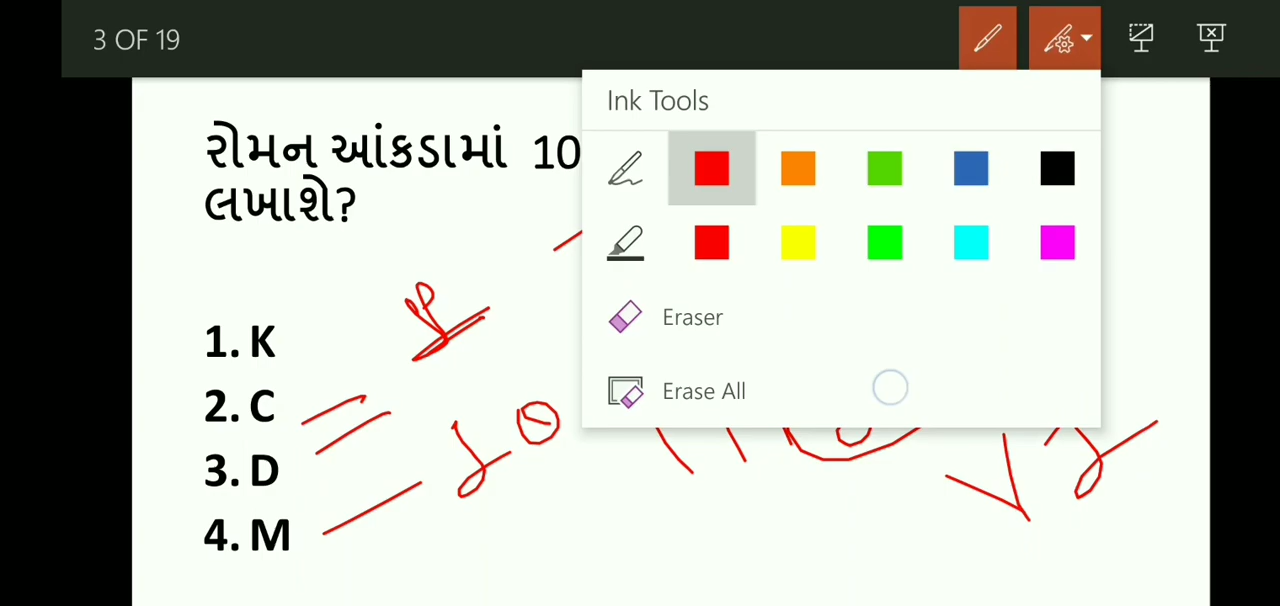 3 OF 19
Ink Tools
રોમન આંકડામાં 10
લખાશે?
Eraser
Erase All
1. K
2. C
3. D
4. M